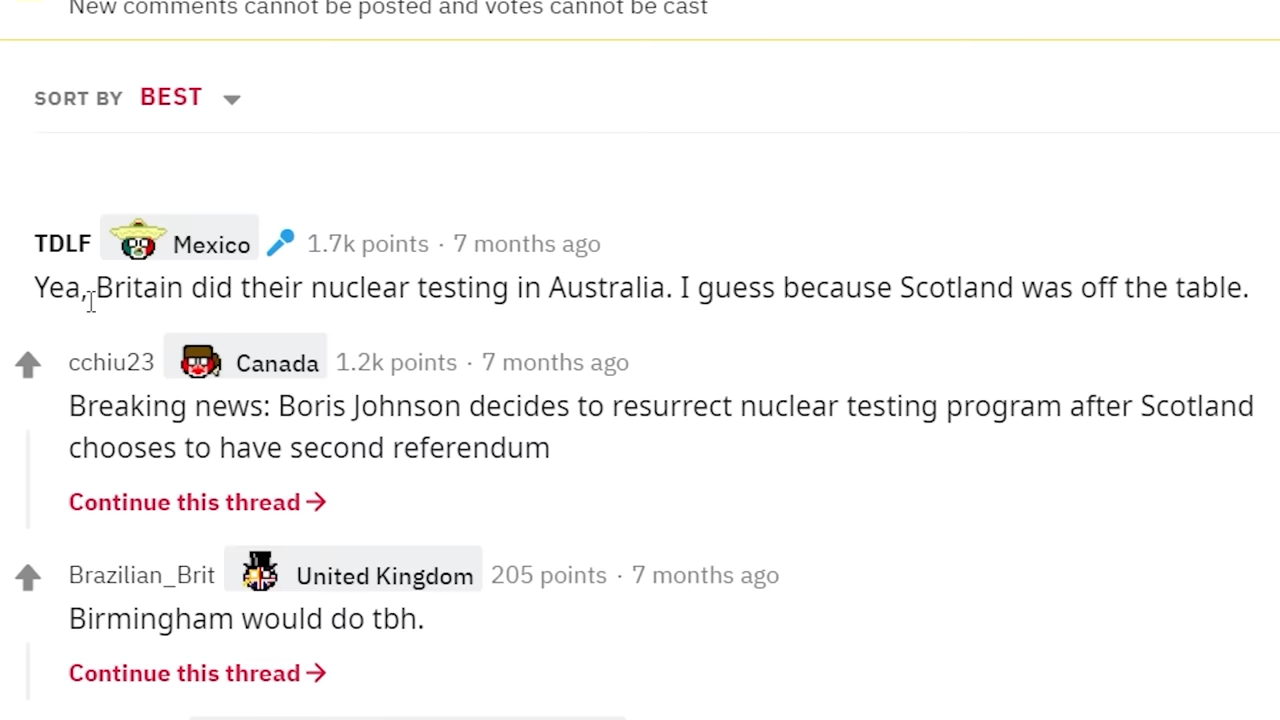 New comments cannot be posted and votes cannot be cast
SORT BY BEST
TDLF Mexico 1.7k points · 7 months ago
Yea, Britain did their nuclear testing in Australia. I guess because Scotland was off the table.
cchiu23 Canada 1.2k points · 7 months ago
Breaking news: Boris Johnson decides to resurrect nuclear testing program after Scotland
chooses to have second referendum
Continue this thread →
Brazilian_Brit United Kingdom 205 points · 7 months ago
Birmingham would do tbh.
Continue this thread →